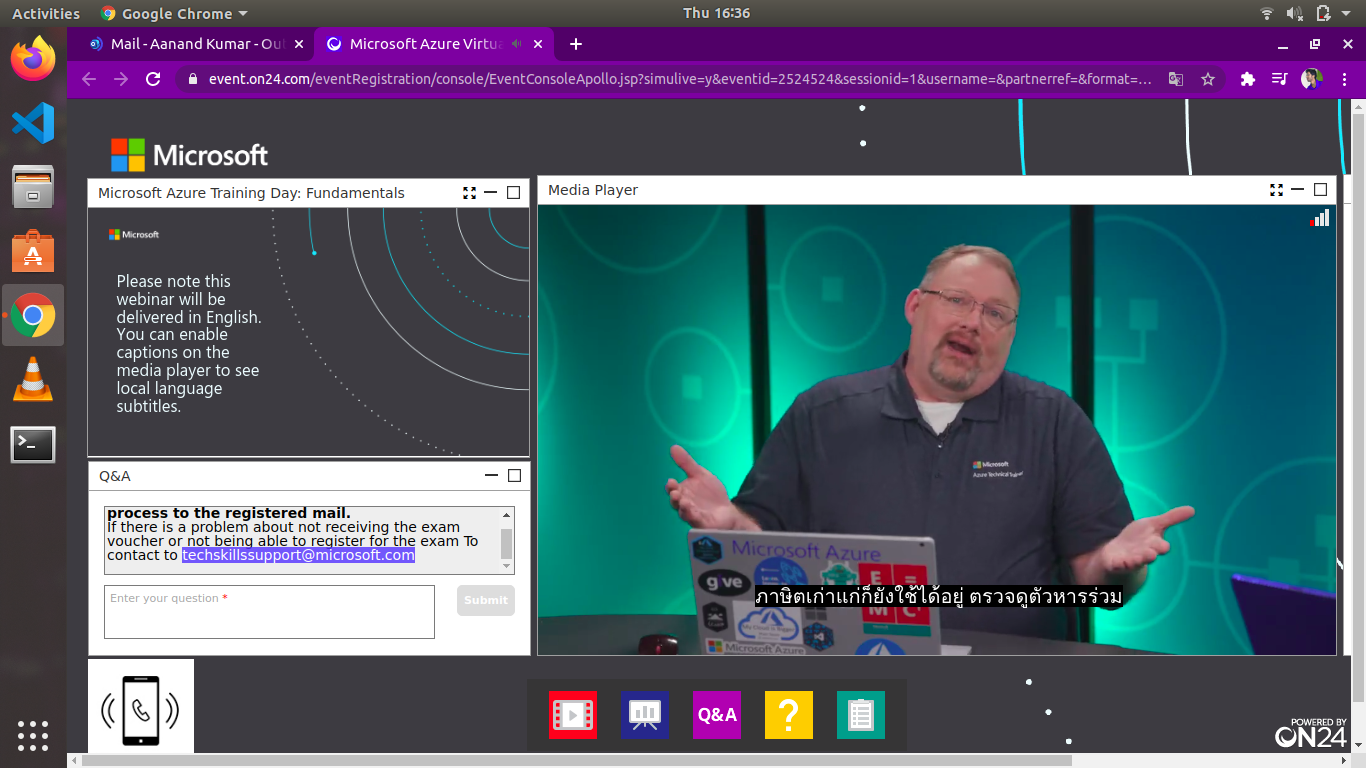 Activities
Google Chrome
Thu 16:36
Mail - Aanand Kumar - Out
Microsoft Azure Virtua
event.on24.com/eventRegistration/console/EventConsoleApollo.jsp?simulive=y&eventid=2524524&sessionid=1&username=&partnerref=&format=...
Microsoft
Microsoft Azure Training Day: Fundamentals
Microsoft
Please note this
webinar will be
delivered in English.
You can enable
captions on the
media player to see
local language
subtitles.
Q&A
process to the registered mail.
If there is a problem about not receiving the exam
voucher or not being able to register for the exam To
contact to techskillssupport@microsoft.com
Enter your question *
Submit
Media Player
Microsoft
Azure Technical Trainer
Microsoft Azure
give
Microsoft Azure
ภาษิตเก่าแก่ก็ยังใช้ได้อยู่ ตรวจดูตัวหารร่วม
Q&A
?
POWERED BY
ON24